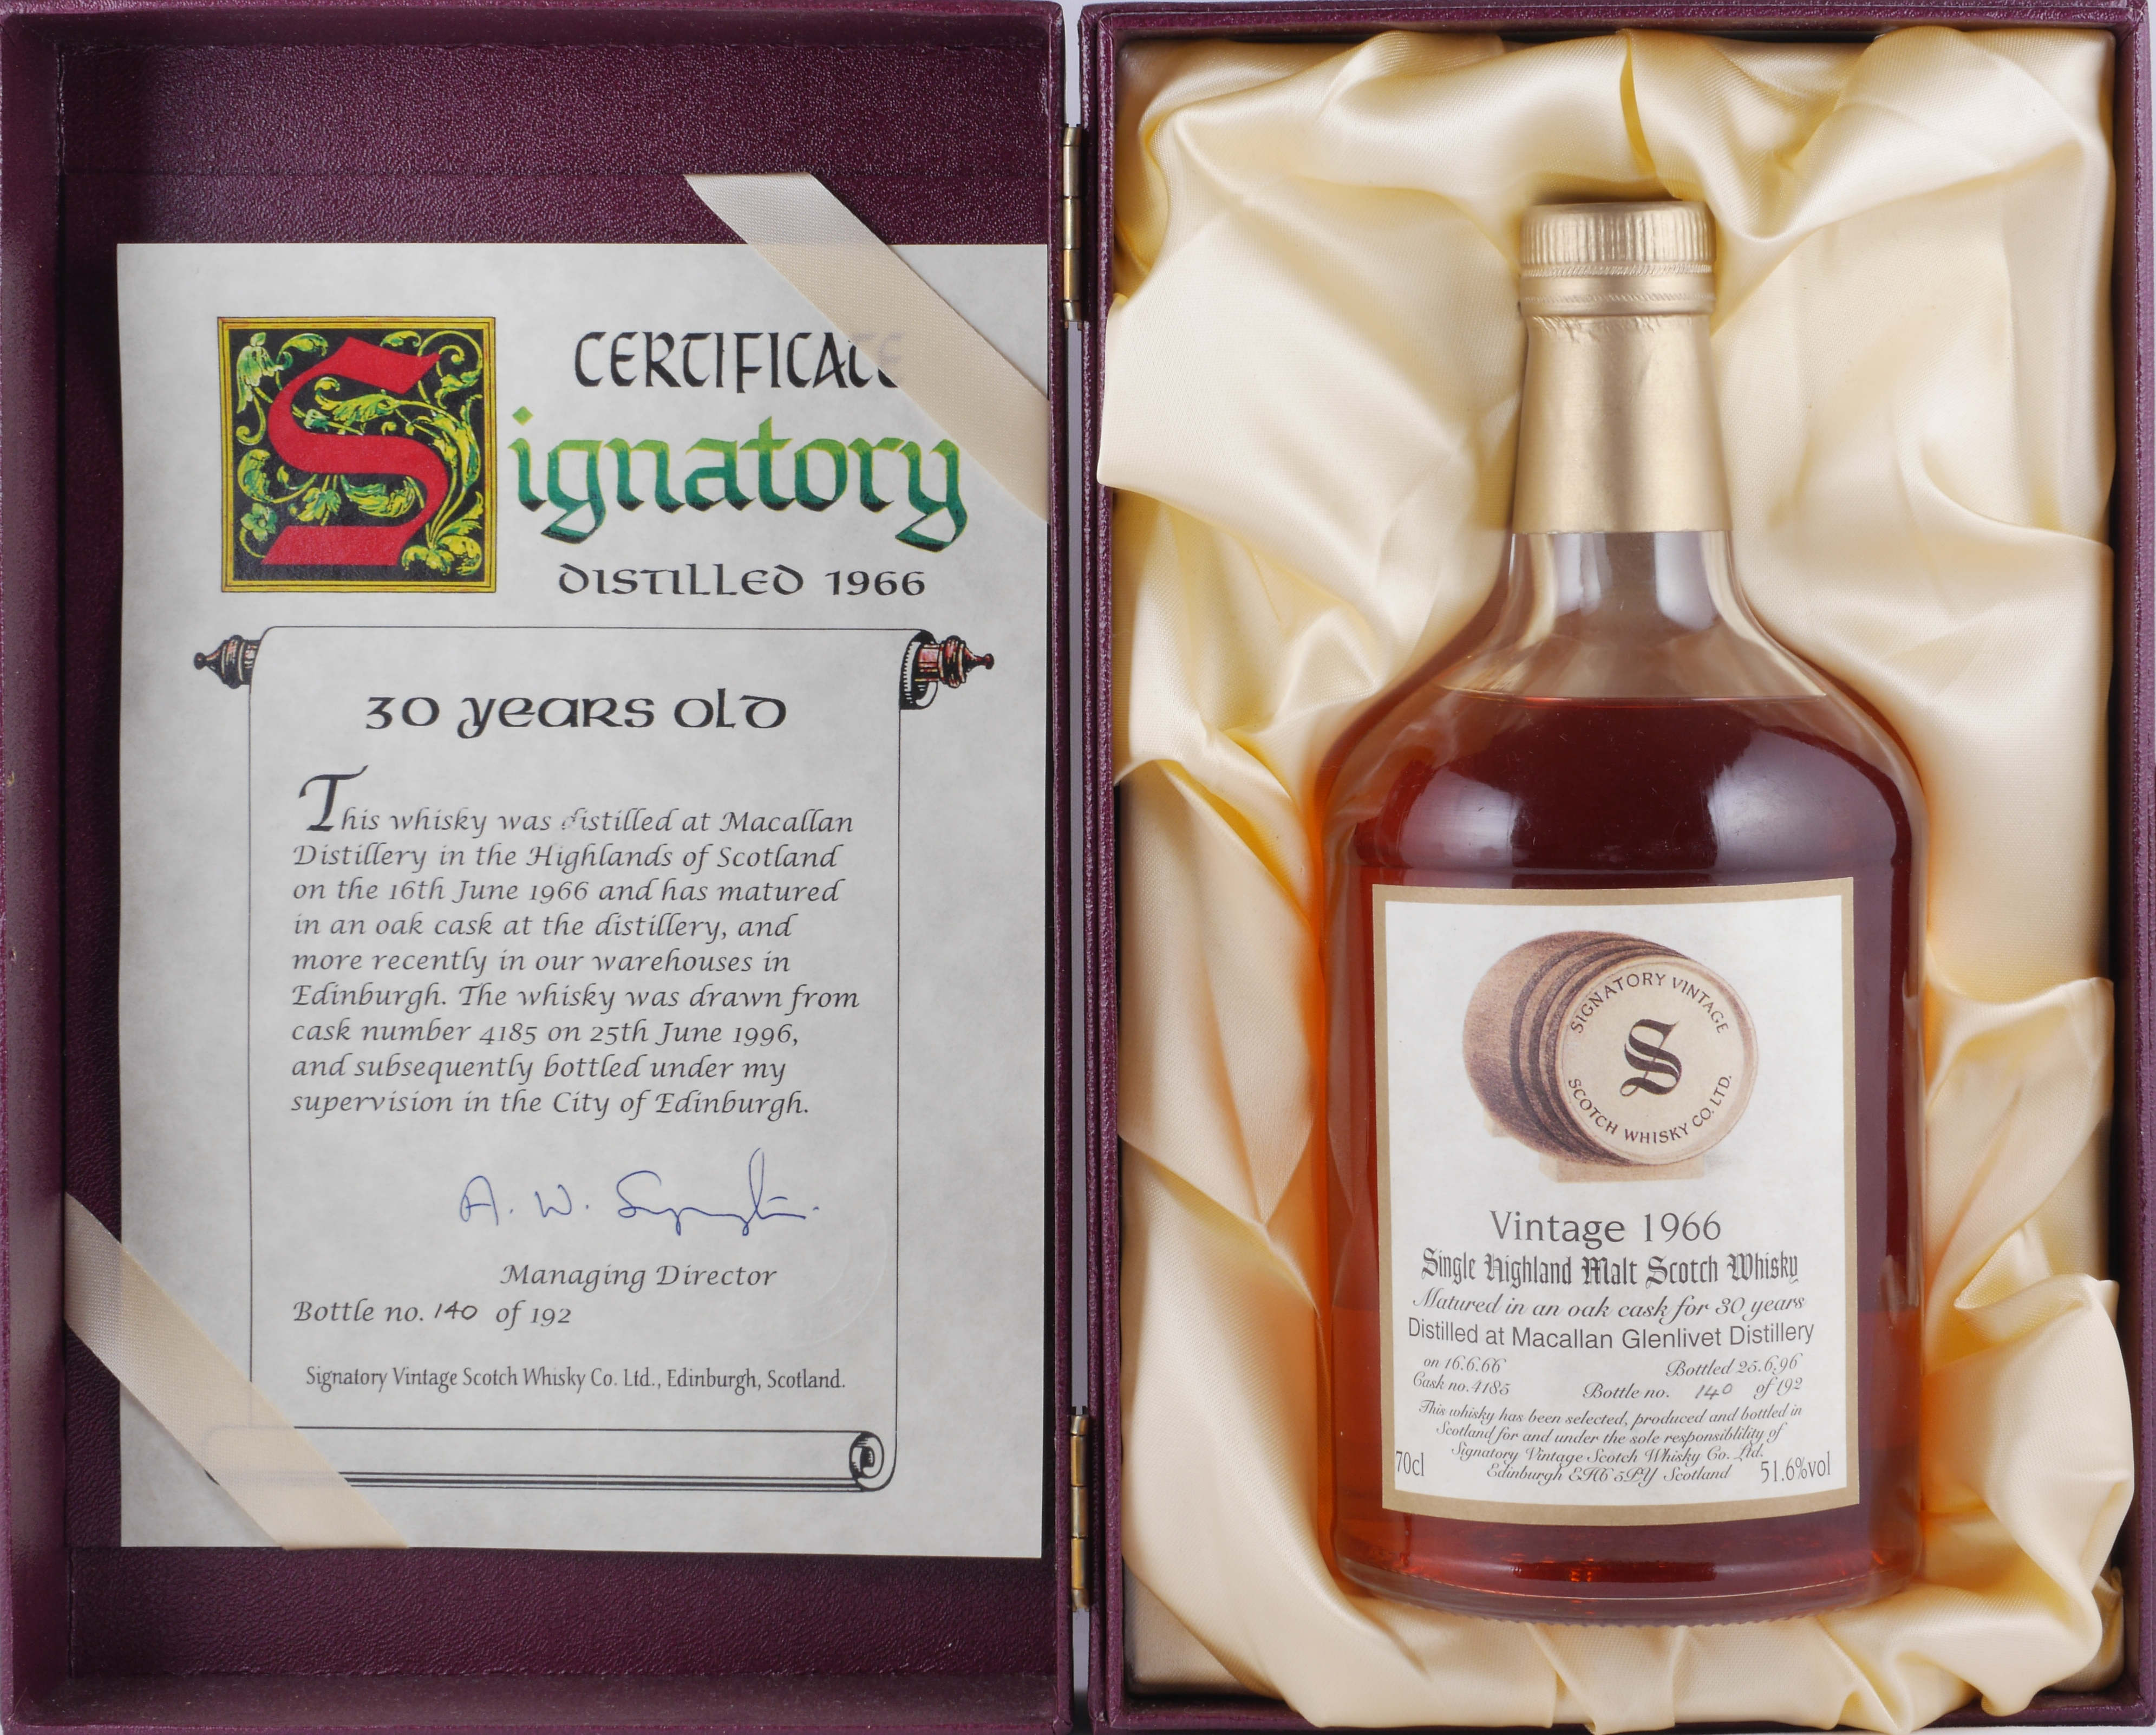 CERTIFICATE
Signatory
DISTILLED 1966
30 YEARS OLD
This whisky was distilled at Macallan
Distillery in the Highlands of Scotland
on the 16th June 1966 and has matured
in an oak cask at the distillery, and
more recently in our warehouses in
Edinburgh. The whisky was drawn from
cask number 4185 on 25th June 1996,
and subsequently bottled under my
supervision in the City of Edinburgh.
A. W.
Managing Director
Bottle no. 140 of 192
Signatory Vintage Scotch Whisky Co. Ltd., Edinburgh, Scotland.
SIGNATORY VINTAGE
S
SCOTCH WHISKY CO. LTD.
Vintage 1966
Single Highland Malt Scotch Whisky
Matured in an oak cask for 30 years
Distilled at Macallan Glenlivet Distillery
on 16.6.66 Bottled 25.6.96
Cask no. 4185 Bottle no. 140 of 192
This whisky has been selected, produced and bottled in
Scotland for and under the sole responsiblility of
Signatory Vintage Scotch Whisky Co. Ltd.
70cl Edinburgh EH6 5PY Scotland 51.6%vol